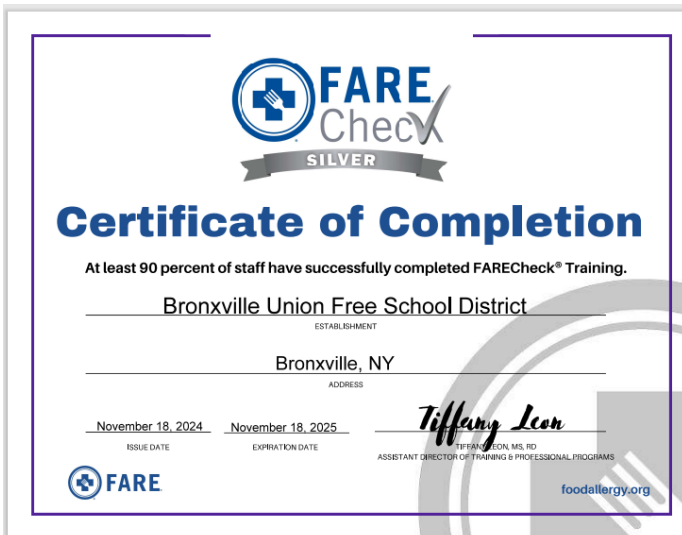 FARE
Check
SILVER
Certificate of Completion
At least 90 percent of staff have successfully completed FARECheck® Training.
Bronxville Union Free School District
ESTABLISHMENT
Bronxville, NY
ADDRESS
November 18, 2024 November 18, 2025 Tiffany Leon
ISSUE DATE EXPIRATION DATE TIFFANY LEON, MS, RD
ASSISTANT DIRECTOR OF TRAINING & PROFESSIONAL PROGRAMS
FARE foodallergy.org